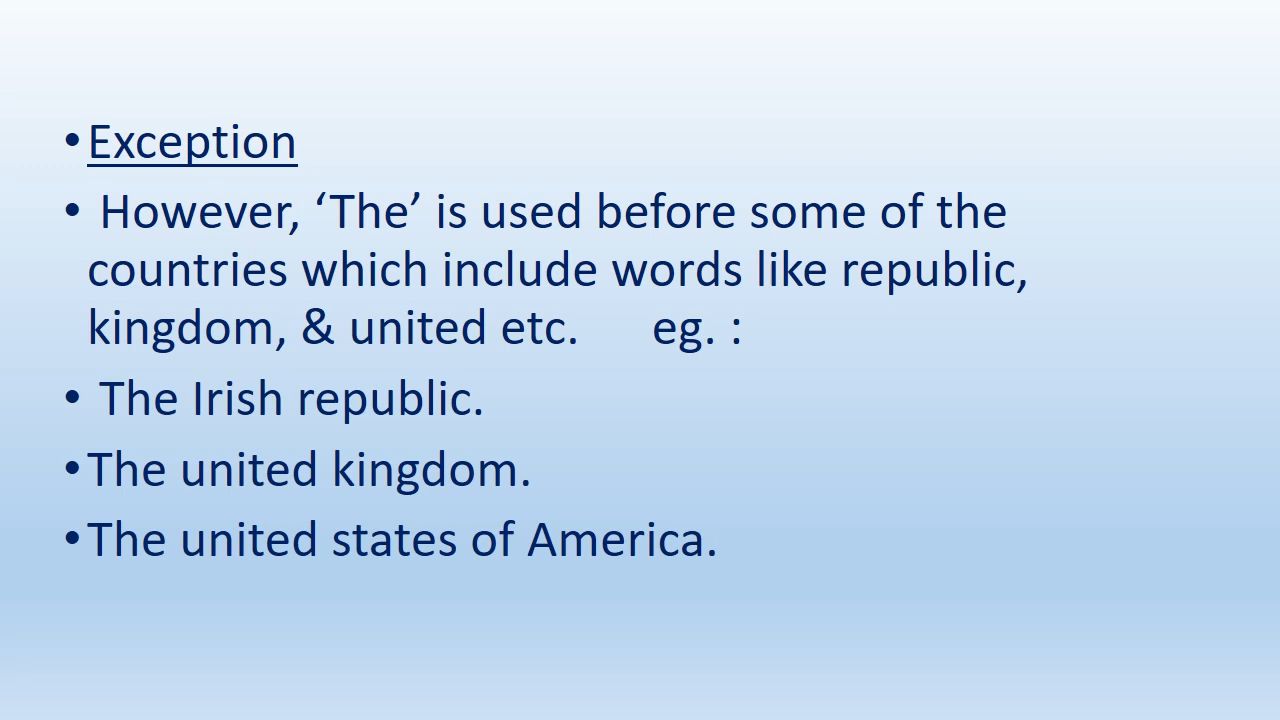 •Exception
• However, ‘The’ is used before some of the
countries which include words like republic,
kingdom, & united etc.      eg. :
• The Irish republic.
•The united kingdom.
•The united states of America.